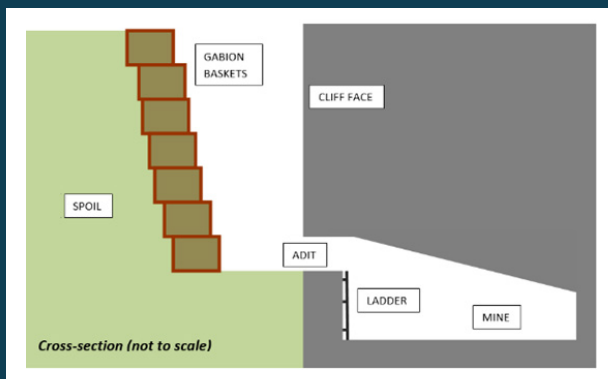 GABION
BASKETS
CLIFF FACE
SPOIL
ADIT
LADDER
MINE
Cross-section (not to scale)